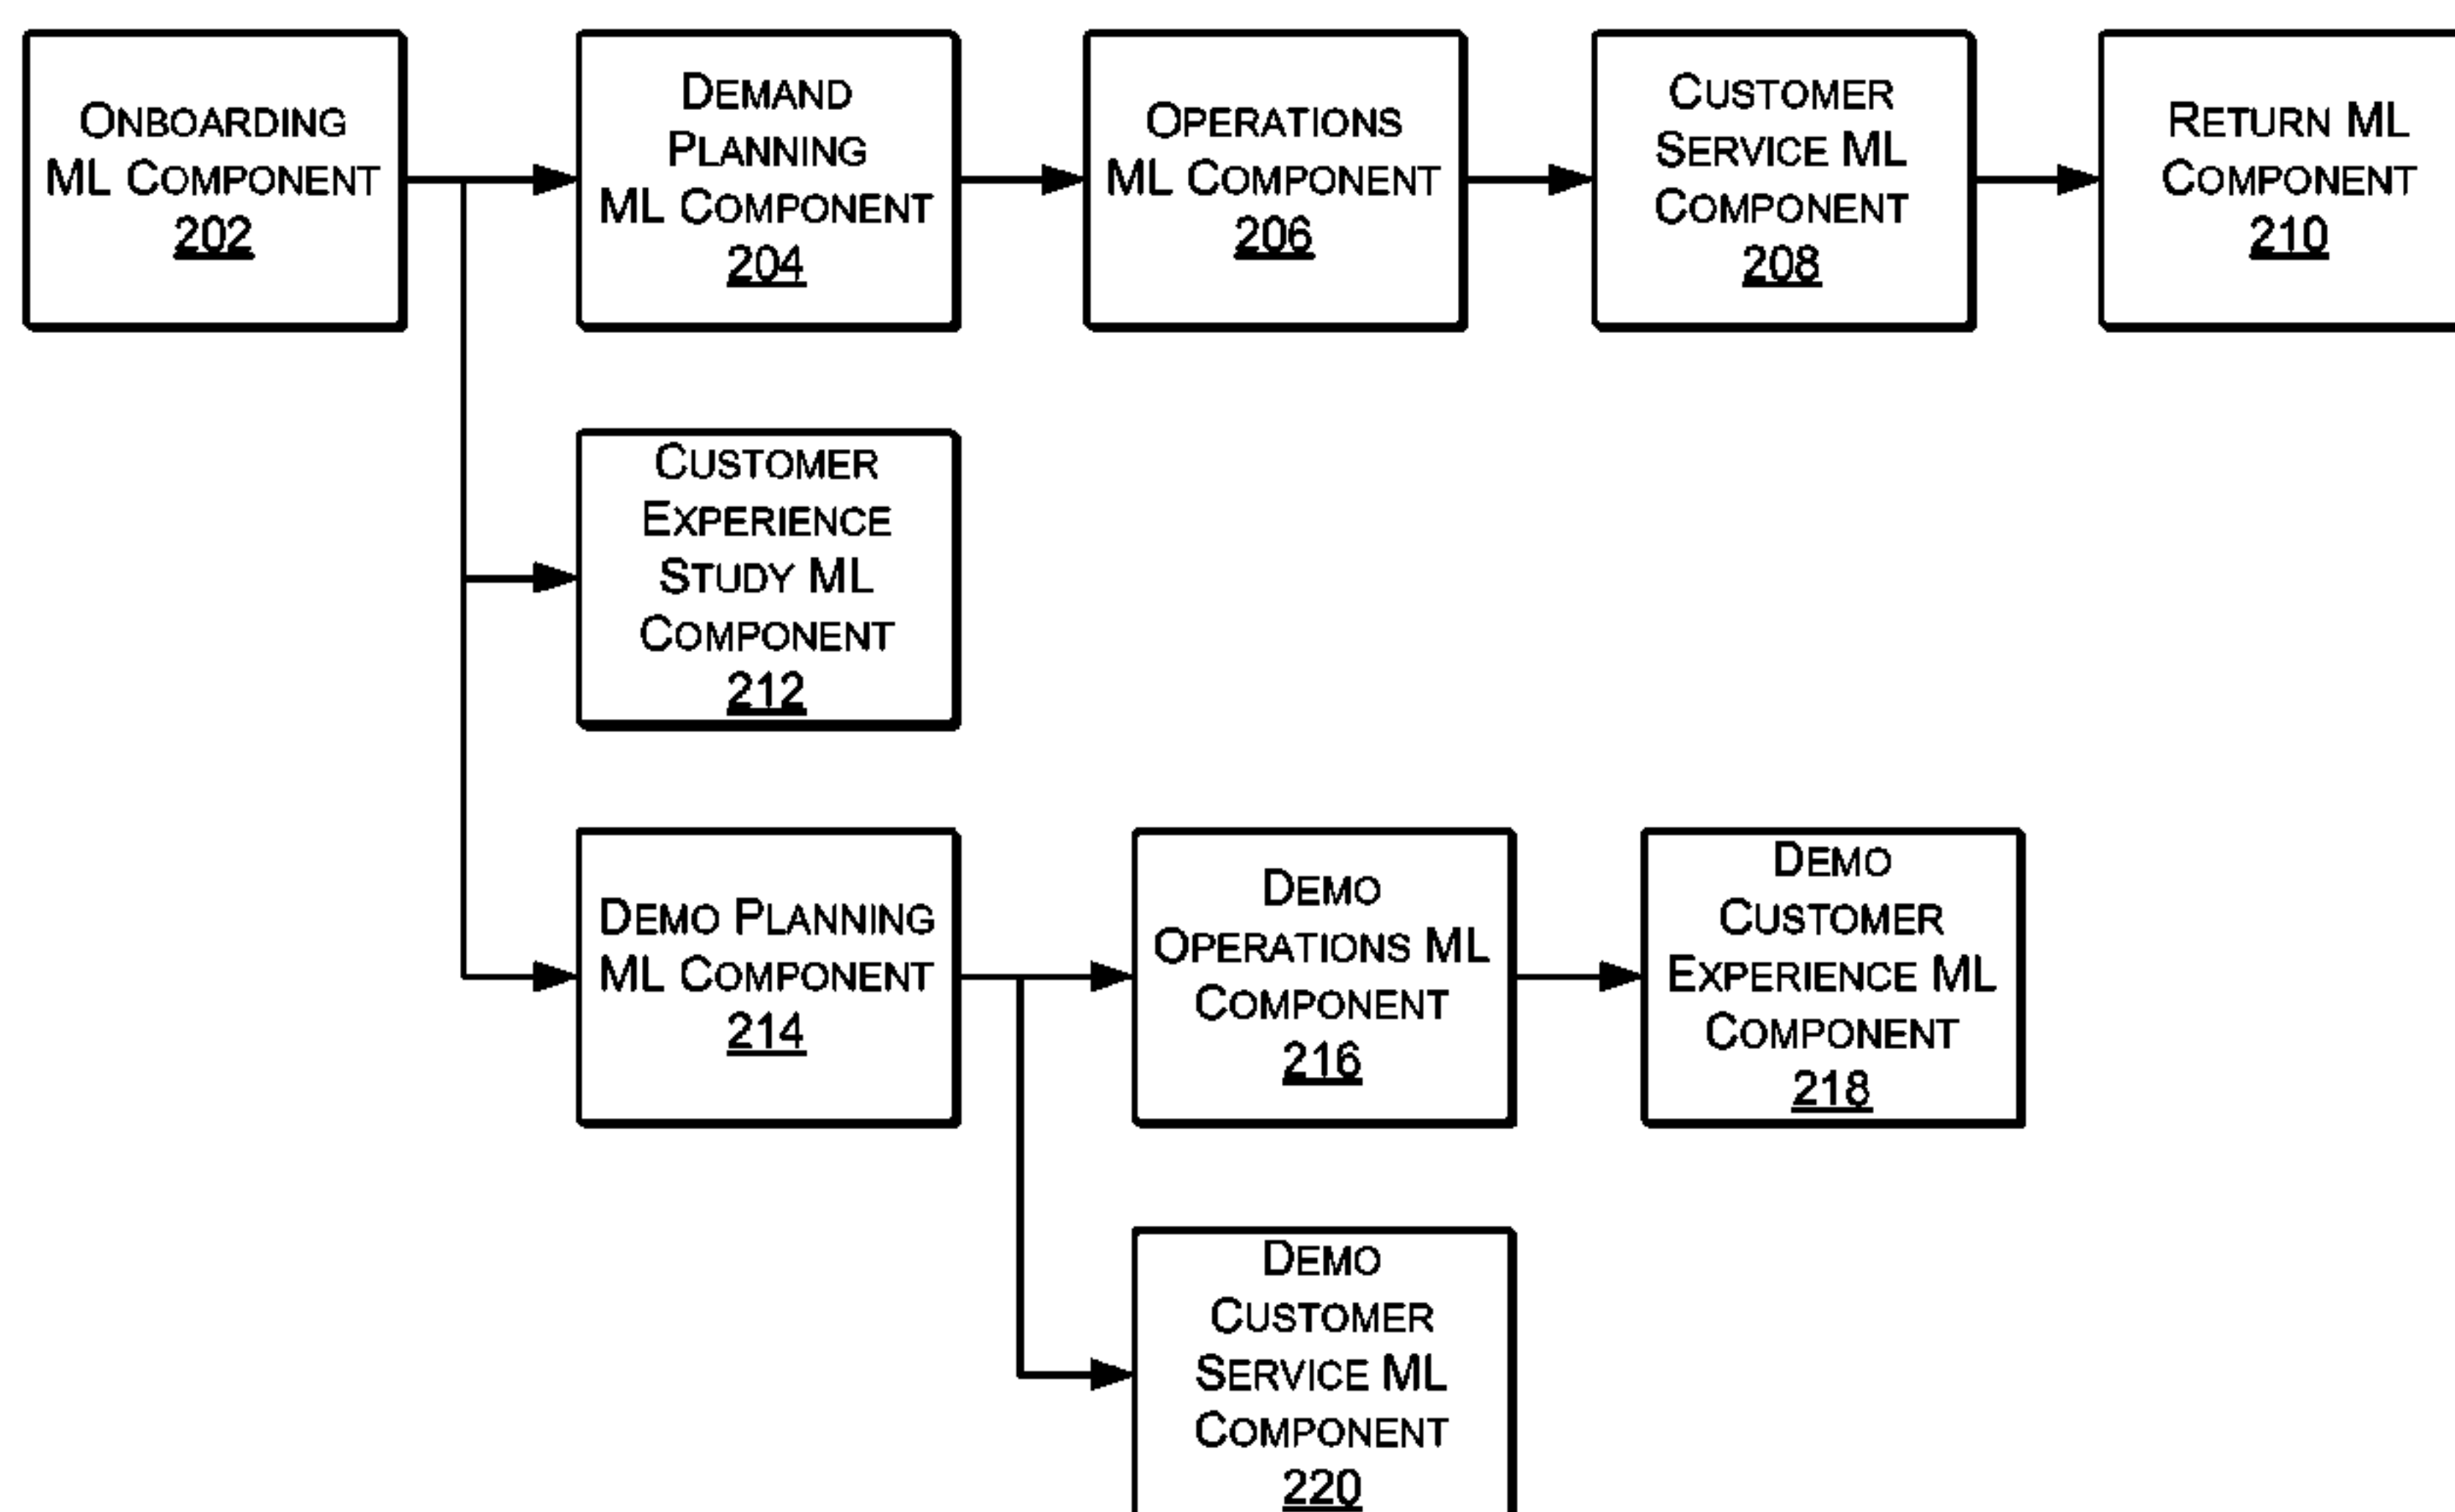 ONBOARDING
ML COMPONENT
202
DEMAND
PLANNING
ML COMPONENT
204
OPERATIONS
ML COMPONENT
206
CUSTOMER
SERVICE ML
COMPONENT
208
RETURN ML
COMPONENT
210
CUSTOMER
EXPERIENCE
STUDY ML
COMPONENT
212
DEMO PLANNING
ML COMPONENT
214
DEMO
OPERATIONS ML
COMPONENT
216
DEMO
CUSTOMER
EXPERIENCE ML
COMPONENT
218
DEMO
CUSTOMER
SERVICE ML
COMPONENT
220